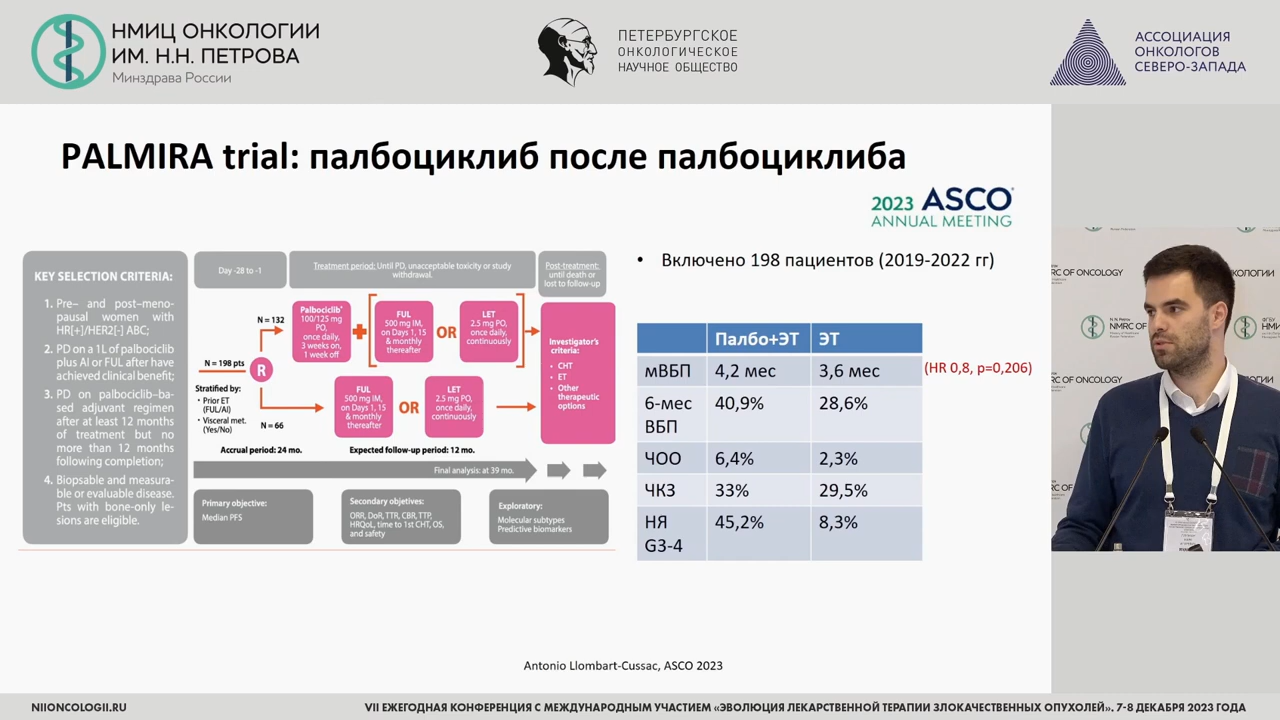 НМИЦ ОНКОЛОГИИ
ИМ. Н.Н. ПЕТРОВА
Минздрава России
ПЕТЕРБУРГСКОЕ
ОНКОЛОГИЧЕСКОЕ
НАУЧНОЕ ОБЩЕСТВО
АССОЦИАЦИЯ
ОНКОЛОГОВ
СЕВЕРО-ЗАПАДА
PALMIRA trial: палбоциклиб после палбоциклиба
2023 ASCO
ANNUAL MEETING
KEY SELECTION CRITERIA:
1. Pre– and post–meno-
pausal women with
HR[+]/HER2[-] ABC;
2. PD on a 1L of palbociclib
plus AI or FUL after have
achieved clinical benefit;
3. PD on palbociclib–ba-
sed adjuvant regimen
after at least 12 months
of treatment but no
more than 12 months
following completion;
4. Biopsable and measura-
ble or evaluable disease.
Pts with bone-only le-
sions are eligible.
Day -28 to -1
Treatment period: Until PD, unacceptable toxicity or study
withdrawal.
Post-treatment:
until death or
lost to follow-up
N = 198 pts
R
Stratified by:
• Prior ET
(FUL/AI)
• Visceral met.
(Yes/No)
N = 132
Palbociclib*
100/125 mg
PO,
once daily,
3 weeks on,
1 week off
FUL
500 mg IM,
on Days 1, 15
& monthly
thereafter
OR
LET
2.5 mg PO,
once daily,
continuously
N = 66
FUL
500 mg IM,
on Days 1, 15
& monthly
thereafter
OR
LET
2.5 mg PO,
once daily,
continuously
Investigator's
criteria:
• CHT
• ET
• Other
therapeutic
options
Accrual period: 24 mo.
Expected follow-up period: 12 mo.
Final analysis: at 39 mo.
Primary objective:
Median PFS
Secondary objetives:
ORR, DoR, TTR, CBR, TTP,
HRQoL, time to 1st CHT, OS,
and safety
Exploratory:
Molecular subtypes
Predictive biomarkers
• Включено 198 пациентов (2019-2022 гг)
Палбо+ЭТ ЭТ
мВБП 4,2 мес 3,6 мес
(HR 0,8, p=0,206)
6-мес 40,9% 28,6%
ВБП
ЧОО 6,4% 2,3%
ЧКЗ 33% 29,5%
НЯ 45,2% 8,3%
G3-4
Antonio Llombart-Cussac, ASCO 2023
NIIONCOLOGII.RU
VII ЕЖЕГОДНАЯ КОНФЕРЕНЦИЯ С МЕЖДУНАРОДНЫМ УЧАСТИЕМ «ЭВОЛЮЦИЯ ЛЕКАРСТВЕННОЙ ТЕРАПИИ ЗЛОКАЧЕСТВЕННЫХ ОПУХОЛЕЙ». 7-8 ДЕКАБРЯ 2023 ГОДА